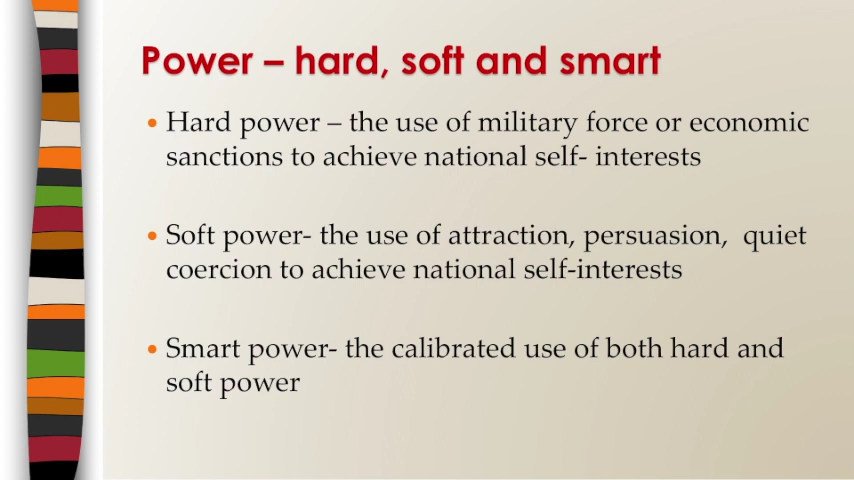 Power – hard, soft and smart
• Hard power – the use of military force or economic
sanctions to achieve national self- interests
• Soft power- the use of attraction, persuasion,  quiet
coercion to achieve national self-interests
• Smart power- the calibrated use of both hard and
soft power